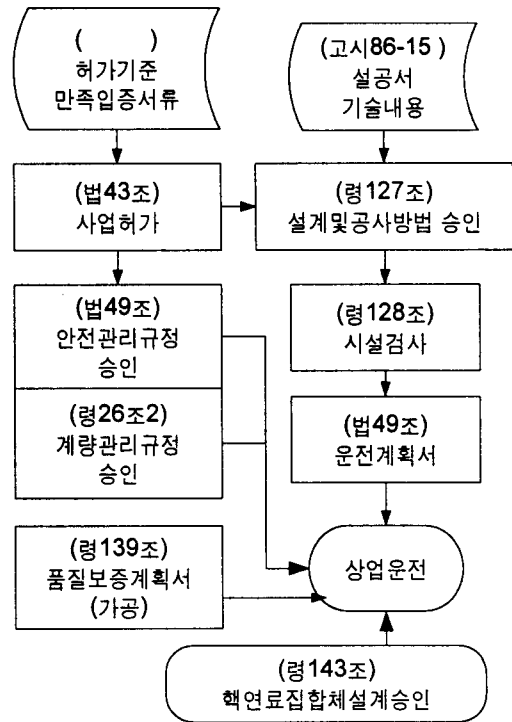 (          )
허가기준
만족입증서류
(고시86-15 )
설공서
기술내용
(법43조)
사업허가
(령127조)
설계및공사방법 승인
(법49조)
안전관리규정
승인
(령128조)
시설검사
(령26조2)
계량관리규정
승인
(법49조)
운전계획서
(령139조)
품질보증계획서
(가공)
상업운전
(령143조)
핵연료집합체설계승인